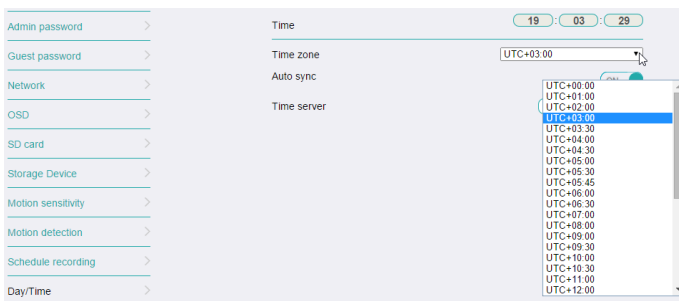 Admin password
Guest password
Network
OSD
SD card
Storage Device
Motion sensitivity
Motion detection
Schedule recording
Day/Time
Time 19 : 03 : 29
Time zone UTC+03:00
Auto sync
Time server
UTC+00:00
UTC+01:00
UTC+02:00
UTC+03:00
UTC+03:30
UTC+04:00
UTC+04:30
UTC+05:00
UTC+05:30
UTC+05:45
UTC+06:00
UTC+06:30
UTC+07:00
UTC+08:00
UTC+09:00
UTC+09:30
UTC+10:00
UTC+10:30
UTC+11:00
UTC+12:00